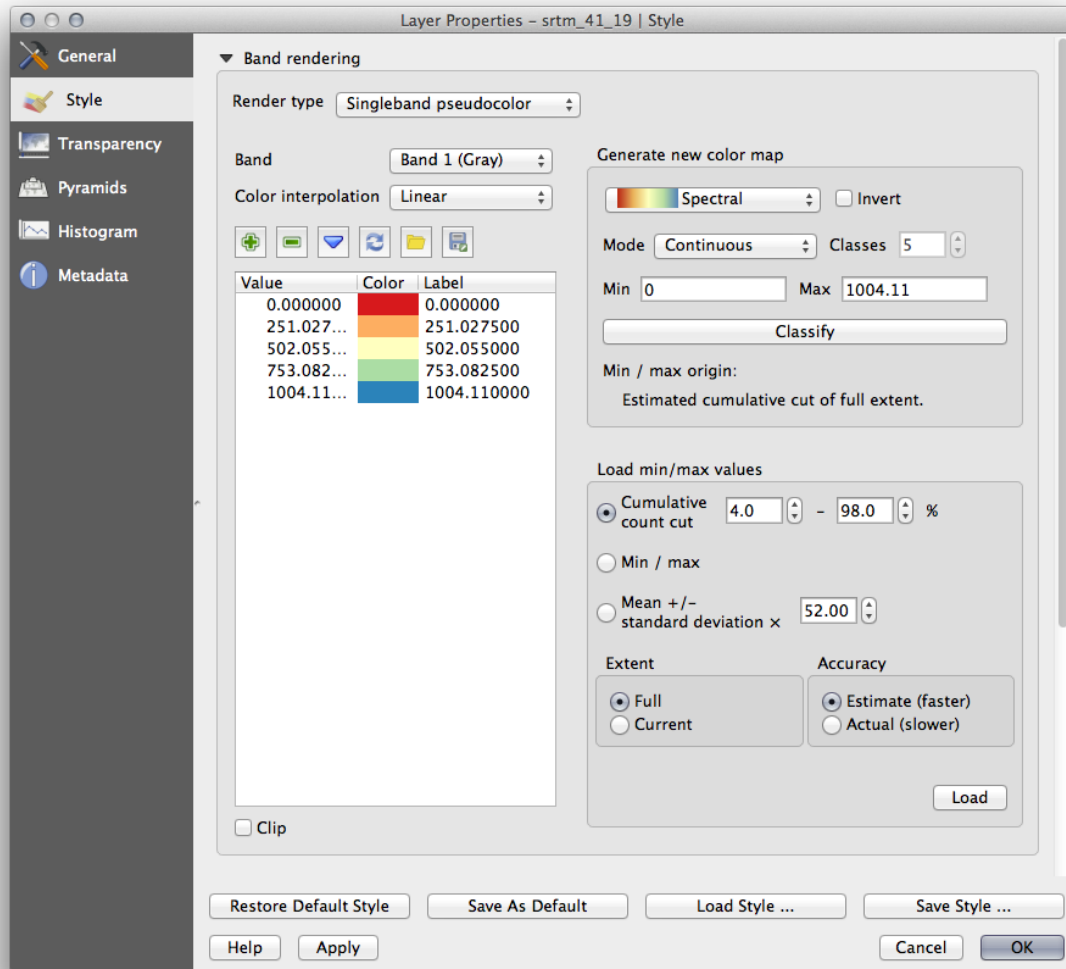 Layer Properties – srtm_41_19 | Style
General
Style
Transparency
Pyramids
Histogram
Metadata
Band rendering
Render type Singleband pseudocolor
Band Band 1 (Gray)
Color interpolation Linear
Value Color Label
0.000000 0.000000
251.027... 251.027500
502.055... 502.055000
753.082... 753.082500
1004.11... 1004.110000
Clip
Generate new color map
Spectral Invert
Mode Continuous Classes 5
Min 0 Max 1004.11
Classify
Min / max origin:
Estimated cumulative cut of full extent.
Load min/max values
Cumulative
count cut 4.0 – 98.0 %
Min / max
Mean +/-
standard deviation × 52.00
Extent
Full
Current
Accuracy
Estimate (faster)
Actual (slower)
Load
Restore Default Style Save As Default Load Style ... Save Style ...
Help Apply Cancel OK